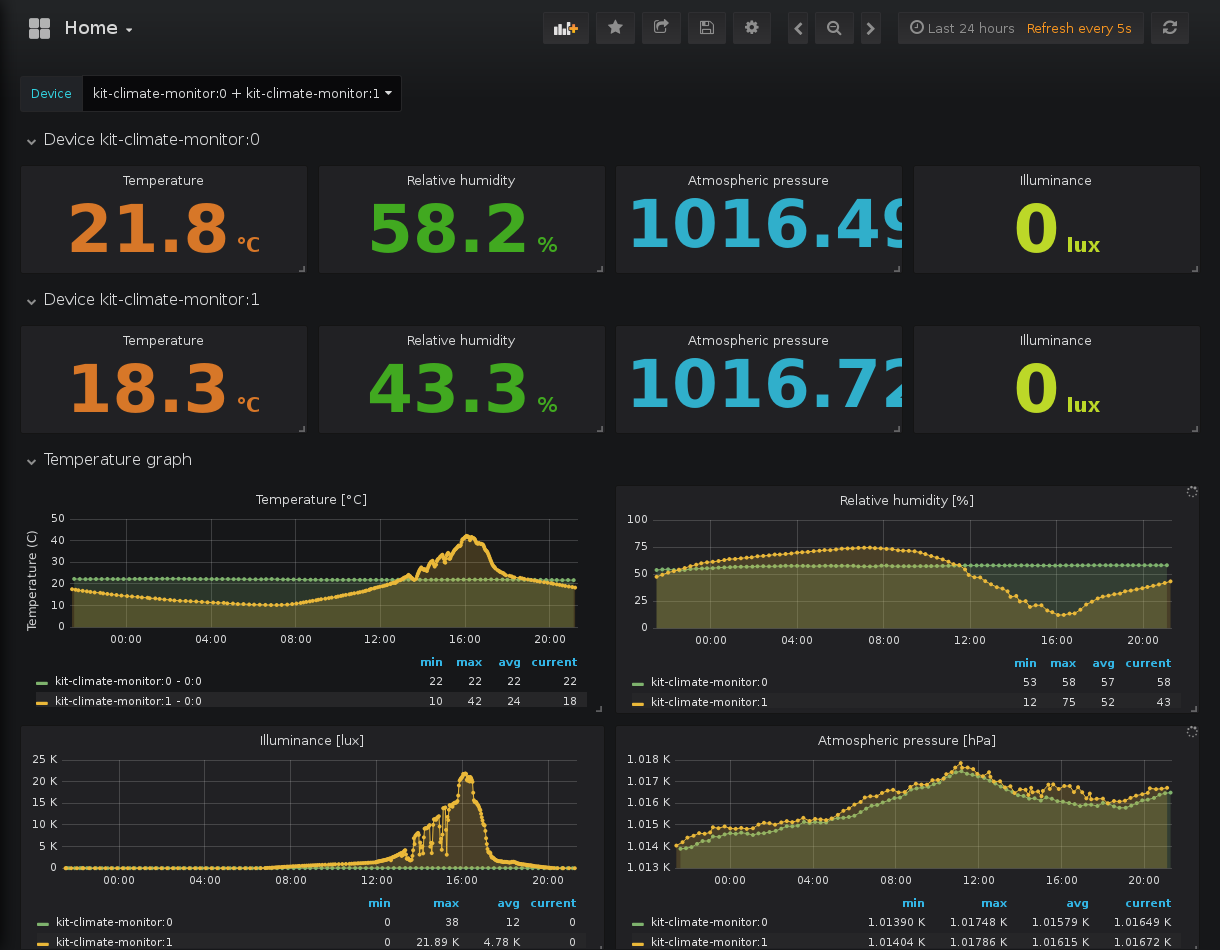 Home
Last 24 hours Refresh every 5s
Device kit-climate-monitor:0 + kit-climate-monitor:1
Device kit-climate-monitor:0
Temperature Relative humidity Atmospheric pressure Illuminance
21.8 °C 58.2 % 1016.49 0 lux
Device kit-climate-monitor:1
Temperature Relative humidity Atmospheric pressure Illuminance
18.3 °C 43.3 % 1016.72 0 lux
Temperature graph
Temperature [°C]
Temperature (C)
50
40
30
20
10
0
00:00 04:00 08:00 12:00 16:00 20:00
min max avg current
kit-climate-monitor:0 - 0:0 22 22 22 22
kit-climate-monitor:1 - 0:0 10 42 24 18
Relative humidity [%]
100
75
50
25
0
00:00 04:00 08:00 12:00 16:00 20:00
min max avg current
kit-climate-monitor:0 53 58 57 58
kit-climate-monitor:1 12 75 52 43
Illuminance [lux]
25 K
20 K
15 K
10 K
5 K
0
00:00 04:00 08:00 12:00 16:00 20:00
min max avg current
kit-climate-monitor:0 0 38 12 0
kit-climate-monitor:1 0 21.89 K 4.78 K 0
Atmospheric pressure [hPa]
1.018 K
1.017 K
1.016 K
1.015 K
1.014 K
1.013 K
00:00 04:00 08:00 12:00 16:00 20:00
min max avg current
kit-climate-monitor:0 1.01390 K 1.01748 K 1.01579 K 1.01649 K
kit-climate-monitor:1 1.01404 K 1.01786 K 1.01615 K 1.01672 K